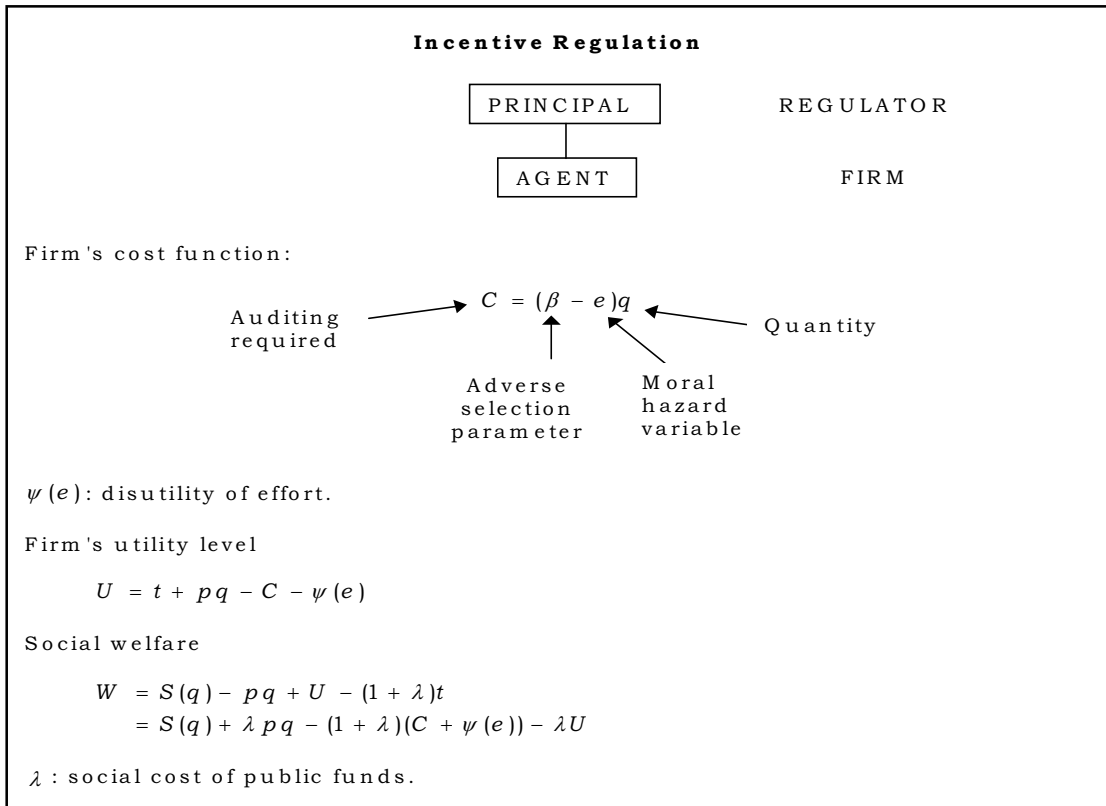 Incentive Regulation
PRINCIPAL REGULATOR
AGENT FIRM
Firm's cost function:
C = (β − e)q
Auditing
required
Quantity
Adverse
selection
parameter
Moral
hazard
variable
ψ(e): disutility of effort.
Firm's utility level
U = t + pq − C − ψ(e)
Social welfare
W = S(q) − pq + U − (1 + λ)t
= S(q) + λpq − (1 + λ)(C + ψ(e)) − λU
λ : social cost of public funds.